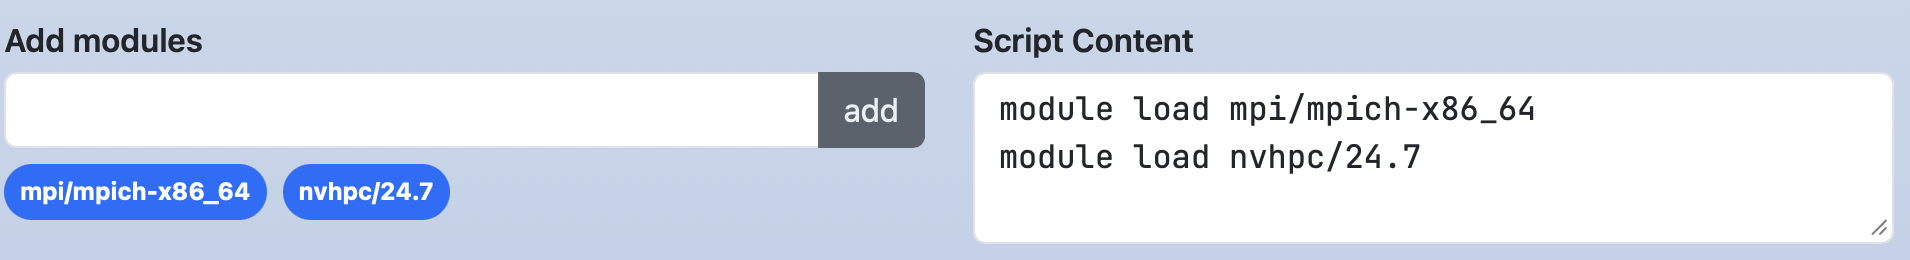 Add modules
add
mpi/mpich-x86_64 nvhpc/24.7
Script Content
module load mpi/mpich-x86_64
module load nvhpc/24.7